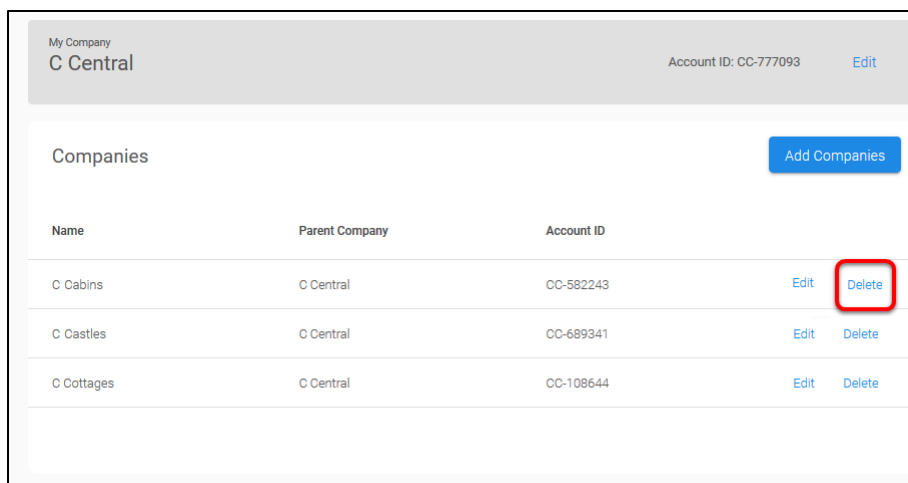 My Company
C Central
Account ID: CC-777093 Edit
Companies
Add Companies
Name Parent Company Account ID
C Cabins C Central CC-582243 Edit Delete
C Castles C Central CC-689341 Edit Delete
C Cottages C Central CC-108644 Edit Delete